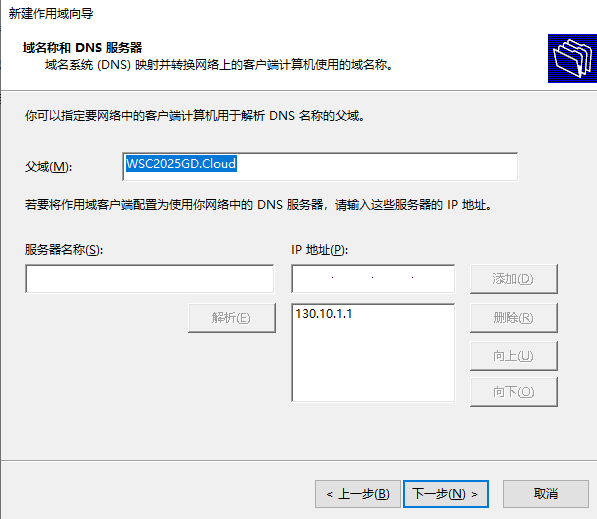 新建作用域向导
域名称和 DNS 服务器
域名系统 (DNS) 映射并转换网络上的客户端计算机使用的域名称。
你可以指定要网络中的客户端计算机用于解析 DNS 名称的父域。
父域(M):
WSC2025GD.Cloud
若要将作用域客户端配置为使用你网络中的 DNS 服务器，请输入这些服务器的 IP 地址。
服务器名称(S):
IP 地址(P):
. . .
添加(D)
解析(E)
130.10.1.1
删除(R)
向上(U)
向下(O)
< 上一步(B)
下一步(N) >
取消